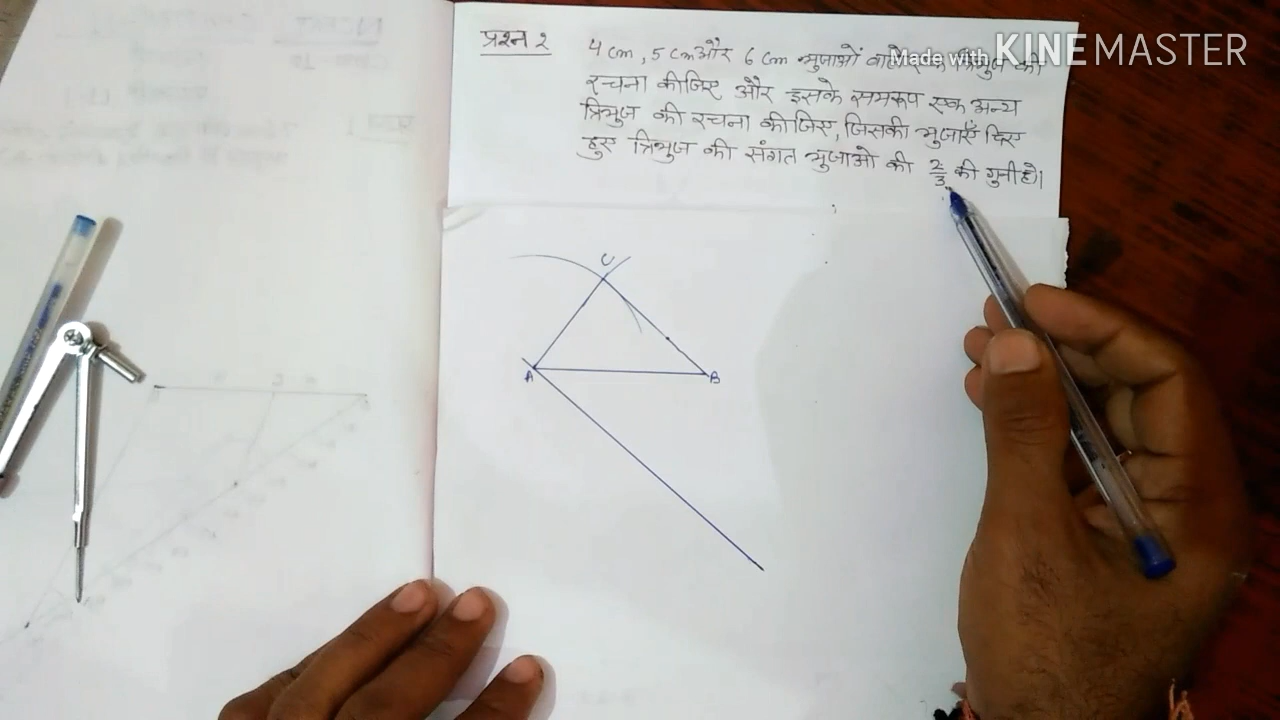 प्रश्न २
4 cm, 5 cm और 6 cm भुजाओं वाले
Made with KINEMASTER
रचना कीजिए और इसके समरूप एक अन्य
त्रिभुज की रचना कीजिए, जिसकी भुजाएँ दिए
हुए त्रिभुज की संगत भुजाओ की 2/3 की गुनी हो।
C
A
B